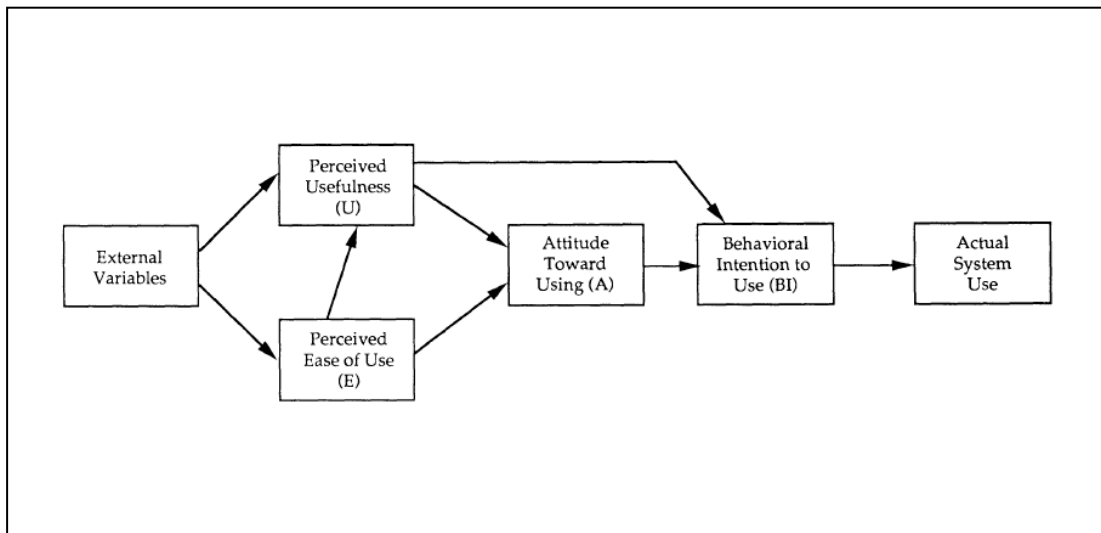 External
Variables
Perceived
Usefulness
(U)
Perceived
Ease of Use
(E)
Attitude
Toward
Using (A)
Behavioral
Intention to
Use (BI)
Actual
System
Use